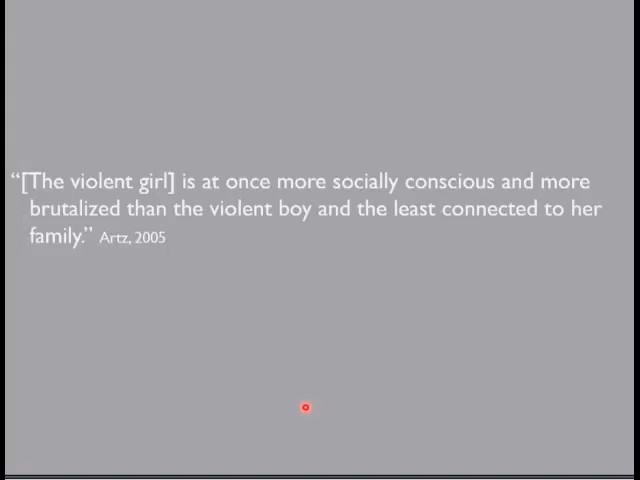 “[The violent girl] is at once more socially conscious and more
brutalized than the violent boy and the least connected to her
family.” Artz, 2005